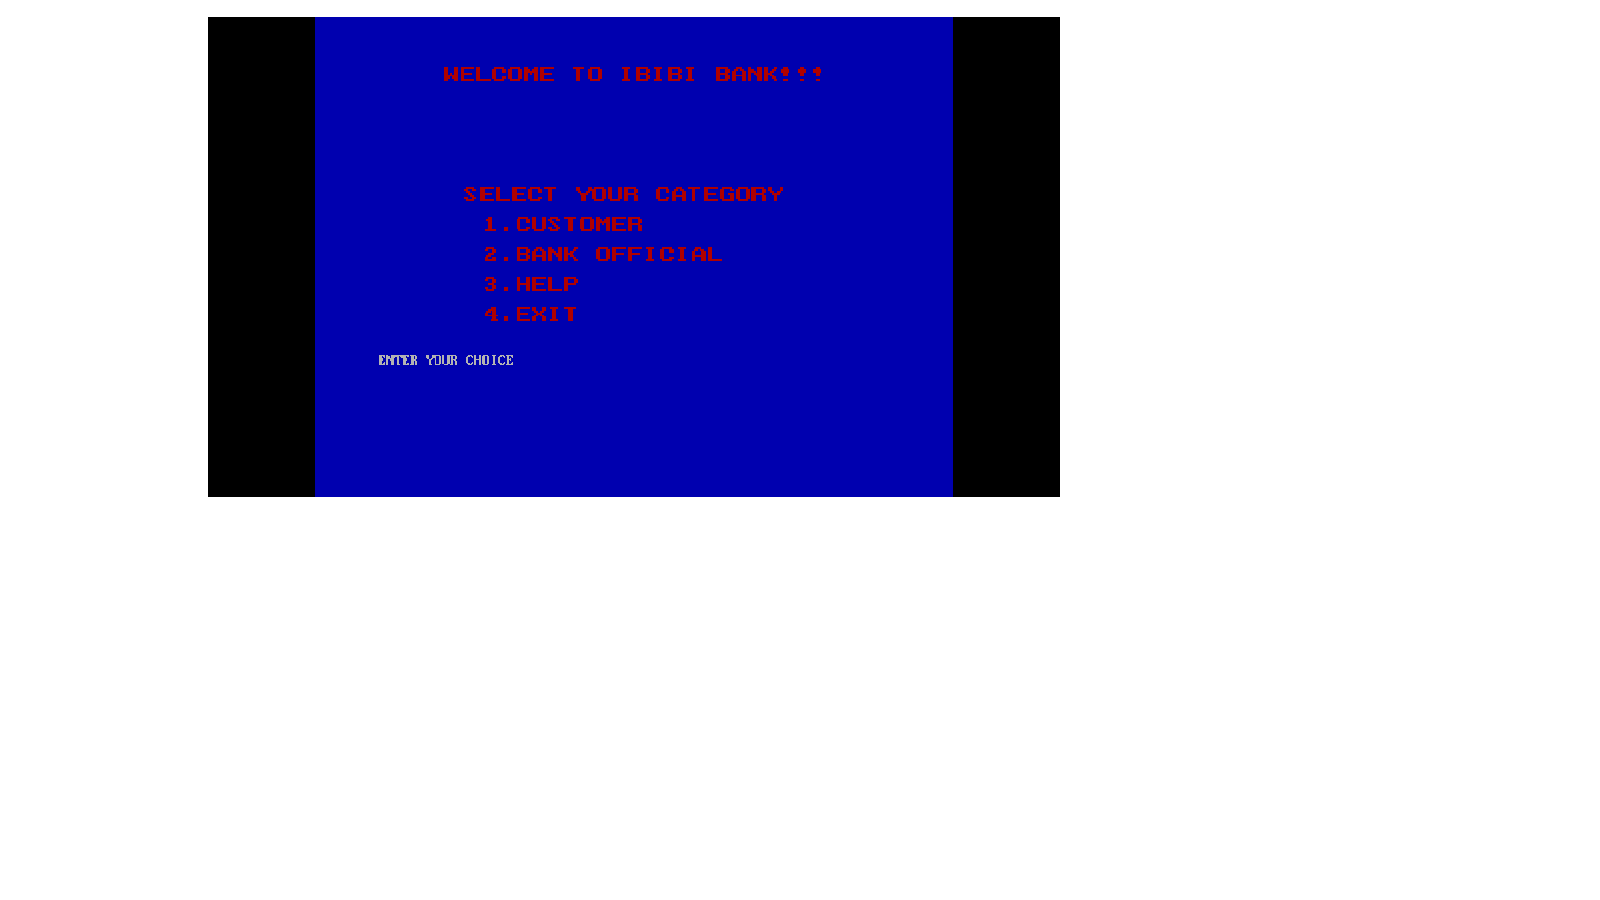 WELCOME TO IBIBI BANK!!!
SELECT YOUR CATEGORY
1.CUSTOMER
2.BANK OFFICIAL
3.HELP
4.EXIT
ENTER YOUR CHOICE